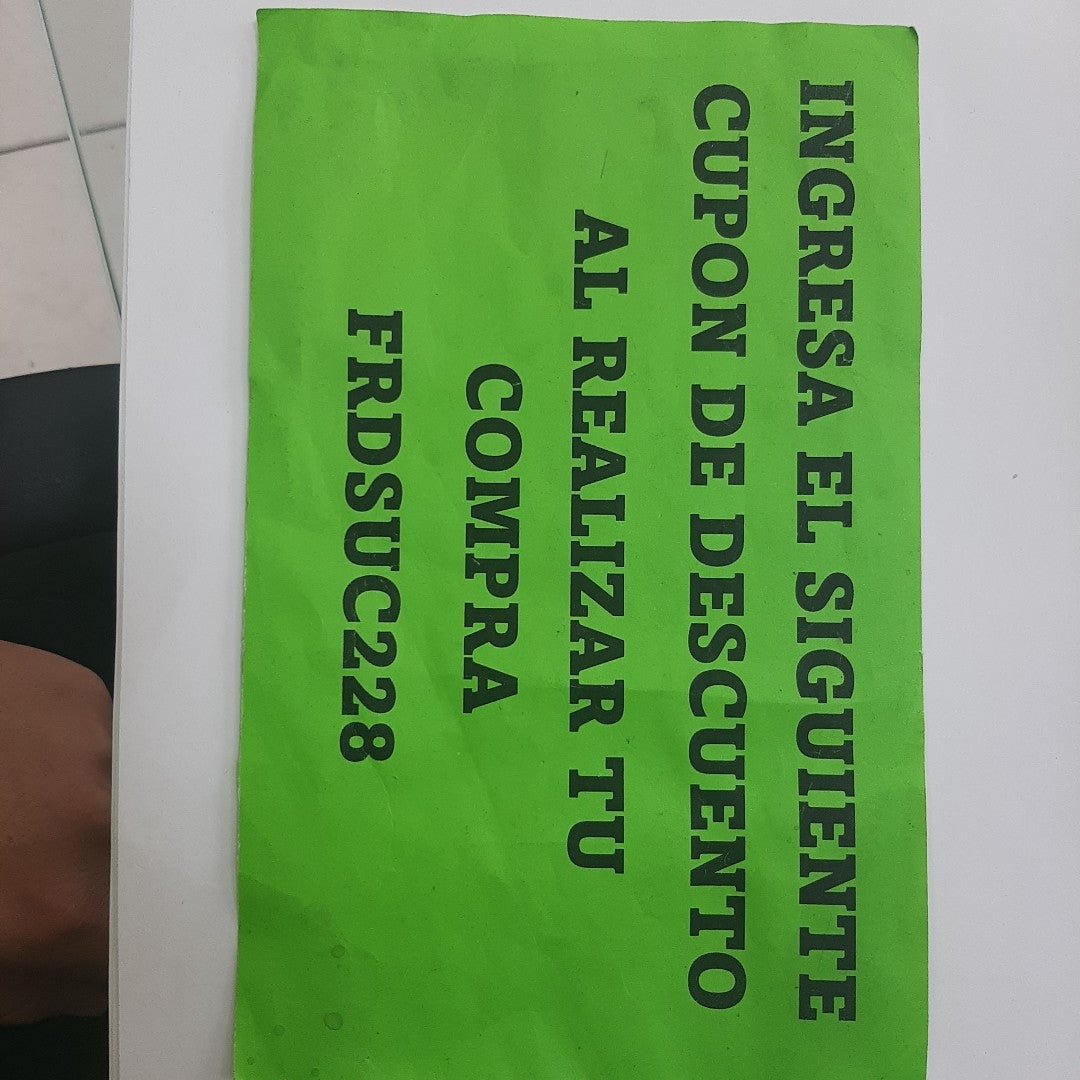 INGRESA EL SIGUIENTE
CUPON DE DESCUENTO
AL REALIZAR TU
COMPRA
FRDSUC228